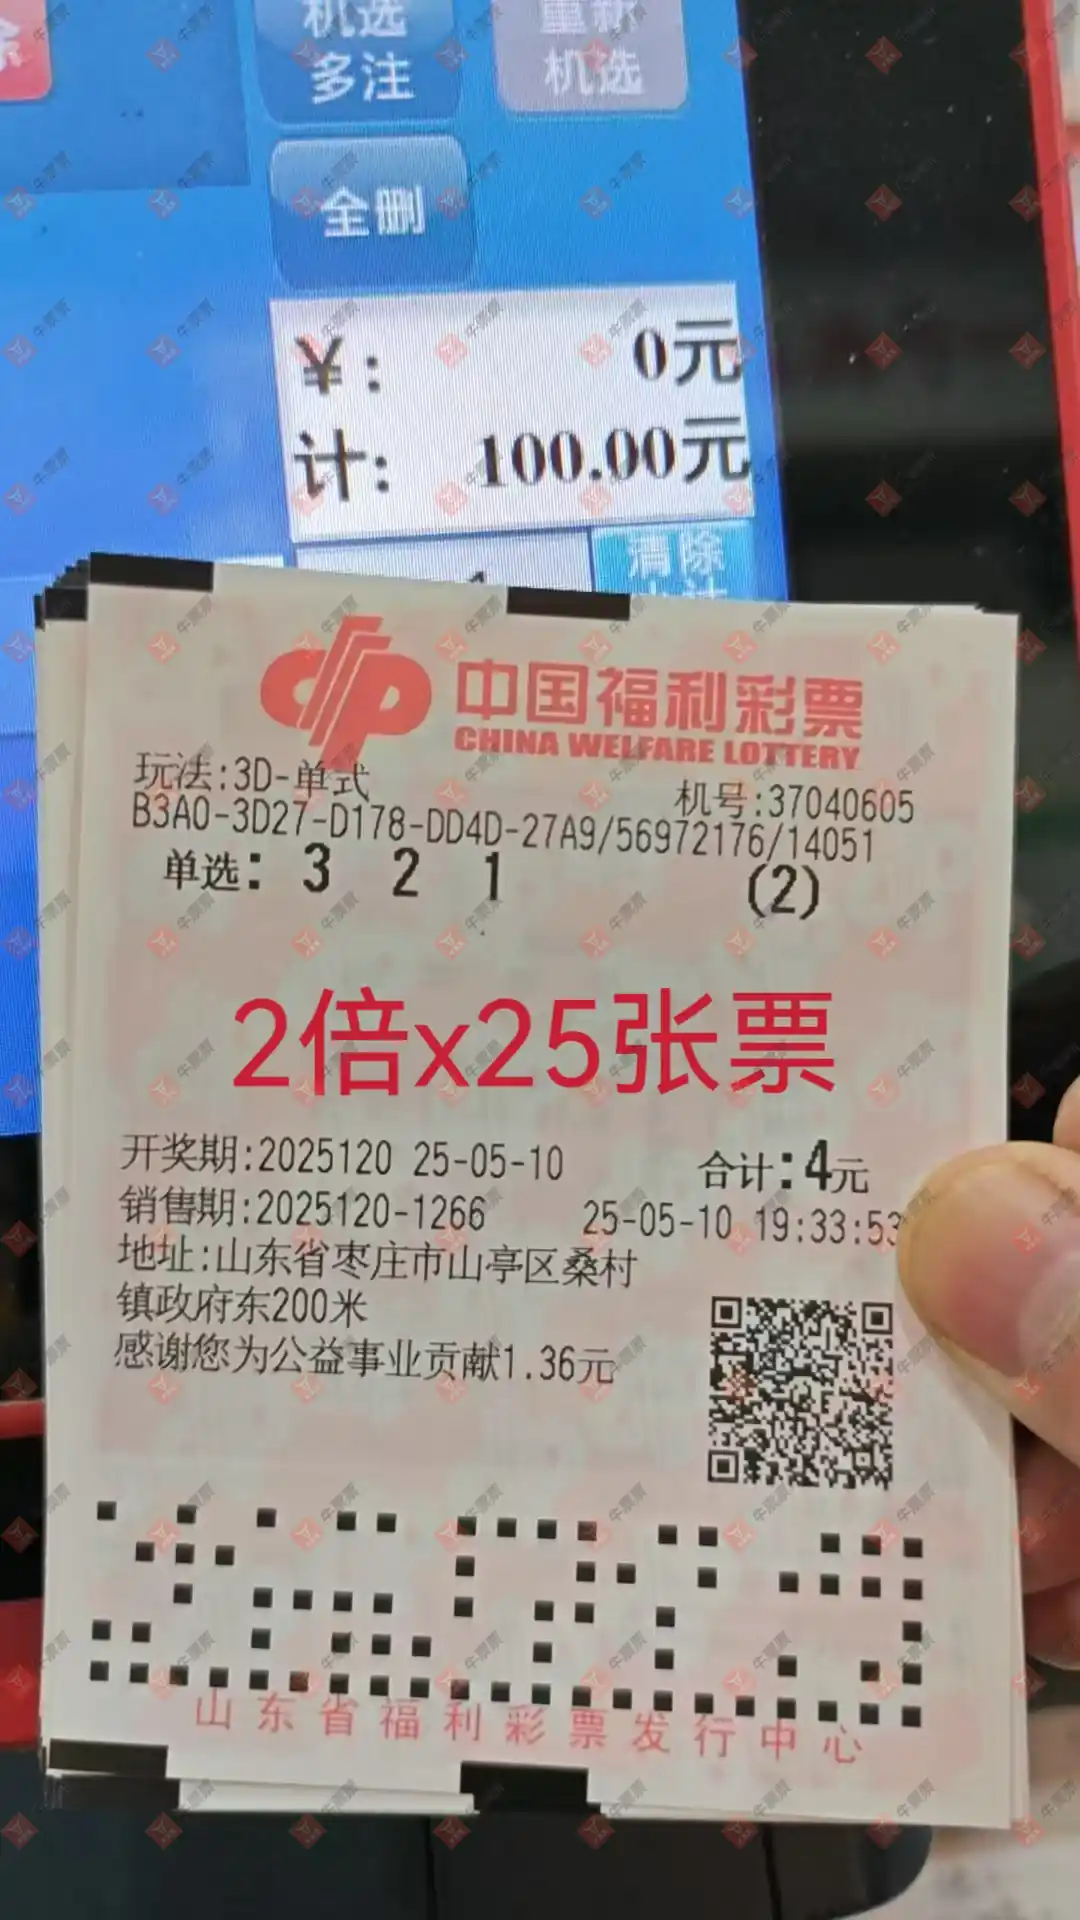 机选
重新
多注
机选
全删
¥: 0元
计: 100.00元
清除
中国福利彩票
CHINA WELFARE LOTTERY
玩法:3D-单式
机号:37040605
B3A0-3D27-D178-DD4D-27A9/56972176/14051
单选: 3 2 1 (2)
2倍x25张票
开奖期:2025120 25-05-10 合计:4元
销售期:2025120-1266 25-05-10 19:33:53
地址:山东省枣庄市山亭区桑村
镇政府东200米
感谢您为公益事业贡献1.36元
山东省福利彩票发行中心
牛票票